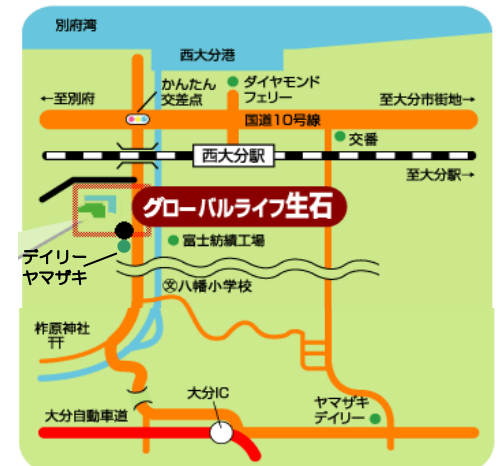 別府湾
西大分港
かんたん
交差点
ダイヤモンド
フェリー
←至別府
至大分市街地→
国道10号線
交番
西大分駅
至大分駅→
グローバルライフ生石
デイリー
ヤマザキ
富士紡績工場
文八幡小学校
柞原神社
大分IC
大分自動車道
ヤマザキ
デイリー